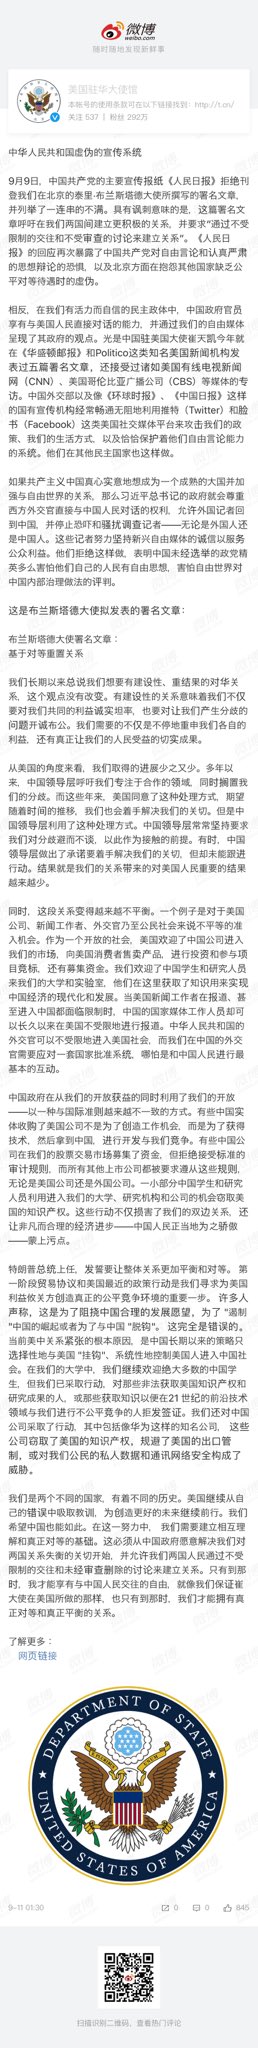 微博
weibo.com
随时随地发现新鲜事
美国驻华大使馆
本帐号的使用条款可在以下链接找到：http://t.cn/
关注 537 | 粉丝 292万
中华人民共和国虚伪的宣传系统
9月9日，中国共产党的主要宣传报纸《人民日报》拒绝刊
登我们在北京的泰里·布兰斯塔德大使所撰写的署名文章，
并列举了一连串的不满。具有讽刺意味的是，这篇署名文
章呼吁在我们两国间建立更积极的关系，并要求“通过不受
限制的交往和不受审查的讨论来建立关系”。《人民日
报》的回应再次暴露了中国共产党对自由言论和认真严肃
的思想辩论的恐惧，以及北京方面在抱怨其他国家缺乏公
平对等待遇时的虚伪。
相反，在我们有活力而自信的民主政体中，中国政府官员
享有与美国人民直接对话的能力，并通过我们的自由媒体
呈现了其政府的观点。光是中国驻美国大使崔天凯今年就
在《华盛顿邮报》和Politico这类知名美国新闻机构发
表过五篇署名文章，还接受过诸如美国有线电视新闻
网（CNN）、美国哥伦比亚广播公司（CBS）等媒体的专
访。中国外交部以及像《环球时报》、《中国日报》这样
的国有宣传机构经常畅通无阻地利用推特（Twitter）和脸
书（Facebook）这类美国社交媒体平台来攻击我们的政
策、我们的生活方式，以及恰恰保护着他们自由言论能力
的系统。他们在其他民主国家也这样做。
如果共产主义中国真心实意地想成为一个成熟的大国并加
强与自由世界的关系，那么习近平总书记的政府就会尊重
西方外交官直接与中国人民对话的权利，允许外国记者回
到中国，并停止恐吓和骚扰调查记者——无论是外国人还
是中国人。这些记者努力坚持新兴自由媒体的诚信以服务
公众利益。他们拒绝这样做，表明中国未经选举的政党精
英多么害怕他们自己的人民有自由思想，害怕自由世界对
中国内部治理做法的评判。
这是布兰斯塔德大使拟发表的署名文章：
布兰斯塔德大使署名文章：
基于对等重置关系
我们长期以来总说我们想要有建设性、重结果的对华关
系，这个观点没有改变。有建设性的关系意味着我们不仅
要对我们共同的利益诚实坦率，也要对让我们产生分歧的
问题开诚布公。我们需要的不仅是不停地重申我们各自的
利益，还有真正让我们的人民受益的切实成果。
从美国的角度来看，我们取得的进展少之又少。多年以
来，中国领导层呼吁我们专注于合作的领域，同时搁置我
们的分歧。而这些年来，美国同意了这种处理方式，期望
随着时间的推移，我们也会着手解决我们的关切。但是中
国领导层利用了这种处理方式。中国领导层常常坚持要求
我们对分歧避而不谈，以此作为接触的前提。有时，中国
领导层做出了承诺要着手解决我们的关切，但却未能跟进
行动。结果就是我们的关系带来的对美国人民重要的结果
越来越少。
同时，这段关系变得越来越不平衡。一个例子是对于美国
公司、新闻工作者、外交官乃至公民社会来说不平等的准
入机会。作为一个开放的社会，美国欢迎了中国公司进入
我们的市场，向美国消费者售卖产品，进行投资和参与项
目竞标，还有募集资金。我们欢迎了中国学生和研究人员
来我们的大学和实验室，他们在这里获取了知识用来实现
中国经济的现代化和发展。当美国新闻工作者在报道、甚
至进入中国都面临限制时，中国的国家媒体工作人员却可
以长久以来在美国不受限地进行报道。中华人民共和国的
外交官可以不受限地进入美国社会，而我们在中国的外交
官需要应对一套国家批准系统，哪怕是和中国人民进行最
基本的互动。
中国政府在从我们的开放获益的同时利用了我们的开放
——以一种与国际准则越来越不一致的方式。有些中国实
体收购了美国公司不是为了创造工作机会，而是为了获得
技术，然后拿到中国，进行开发与我们竞争。有些中国公
司在我们的股票交易市场募集了资金，但拒绝接受标准的
审计规则，而所有其他上市公司都被要求遵从这些规则，
无论是美国公司还是外国公司。一小部分中国学生和研究
人员利用进入我们的大学、研究机构和公司的机会窃取美
国的知识产权。这些行动不仅损害了我们的双边关系，还
让非凡而合理的经济进步——中国人民正当地为之骄傲
——蒙上污点。
特朗普总统上任，发誓要让整体关系更加平衡和对等。第
一阶段贸易协议和美国最近的政策行动是我们寻求为美国
利益攸关方创造真正的公平竞争环境的重要一步。许多人
声称，这是为了阻挠中国合理的发展愿望，为了 “遏制
”中国的崛起或者为了与中国 “脱钩”。这完全是错误的。
当前美中关系紧张的根本原因，是中国长期以来的策略只
选择性地与美国 “挂钩”、系统性地控制美国人进入中国社
会。在我们的大学中，我们继续欢迎绝大多数的中国学
生，但我们已采取行动，对那些非法获取美国知识产权和
研究成果的人，或那些获取知识以便在21 世纪的前沿技术
领域与我们进行不公平竞争的人拒发签证。我们还对中国
公司采取了行动，其中包括像华为这样的知名公司，这些
公司窃取了美国的知识产权，规避了美国的出口管
制，或对我们公民的私人数据和通讯网络安全构成了
威胁。
我们是两个不同的国家，有着不同的历史。美国继续从自
己的错误中吸取教训，为创造更好的未来继续前行。我们
希望中国也能如此。在这一努力中，我们需要建立相互理
解和真正对等的基础。这必须从中国政府愿意解决我们对
两国关系失衡的关切开始，并允许我们两国人民通过不受
限制的交往和未经审查删除的讨论来建立关系。只有到那
时，我才能享有与中国人民交往的自由，就像我们保证崔
大使在美国所做的那样，也只有到那时，我们才能拥有真
正对等和真正平衡的关系。
了解更多：
网页链接
DEPARTMENT OF STATE
UNITED STATES OF AMERICA
9-11 01:30
0
0
845
扫描识别二维码，查看热门评论